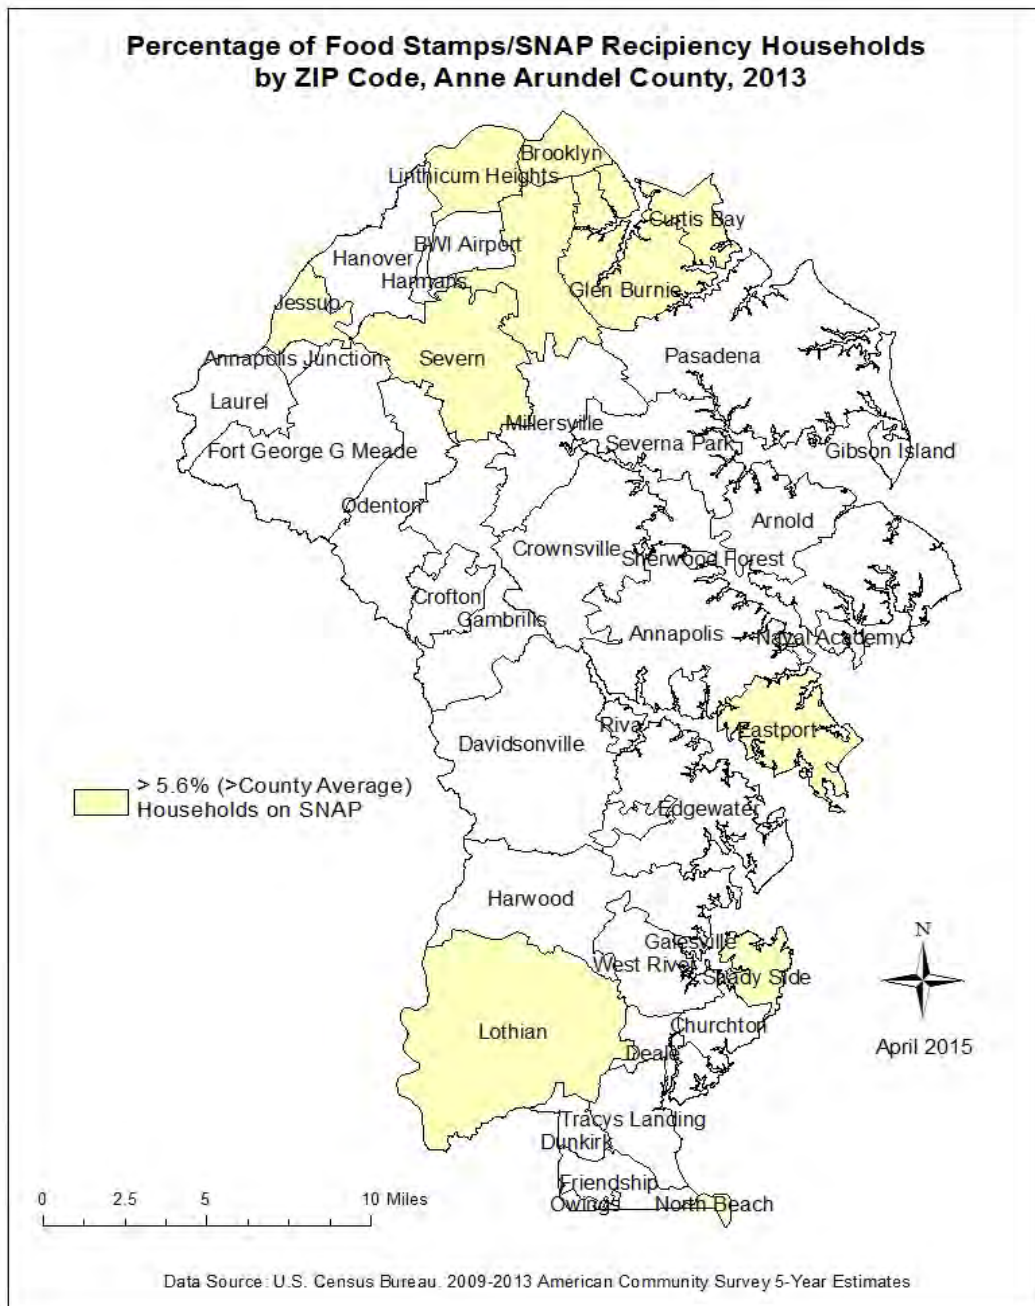 Percentage of Food Stamps/SNAP Recipiency Households
by ZIP Code, Anne Arundel County, 2013
Brooklyn
Linthicum Heights
Curtis Bay
BWI Airport
Hanover
Harmans
Glen Burnie
Jessup
Annapolis Junction
Severn
Pasadena
Laurel
Millersville
Severna Park
Fort George G Meade
Gibson Island
Odenton
Arnold
Crownsville
Sherwood Forest
Crofton
Gambrills
Annapolis
Naval Academy
Riva
Eastport
Davidsonville
> 5.6% (>County Average)
Households on SNAP
Edgewater
Harwood
N
Galesville
West River
Shady Side
Lothian
Churchton
April 2015
Deale
Tracys Landing
Dunkirk
Friendship
Owings
North Beach
0 2.5 5 10 Miles
Data Source: U.S. Census Bureau. 2009-2013 American Community Survey 5-Year Estimates